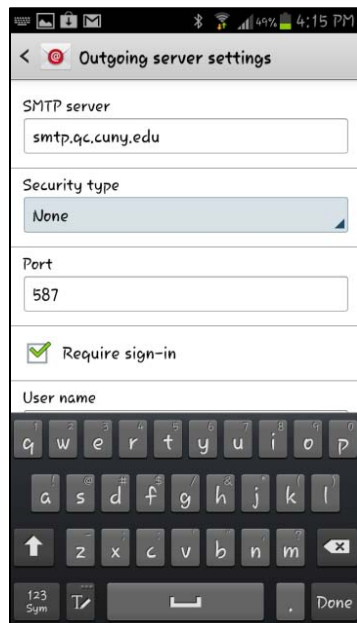 49% 4:15 PM
< Outgoing server settings
SMTP server
smtp.qc.cuny.edu
Security type
None
Port
587
Require sign-in
User name
q w e r t y u i o p
a s d f g h j k l
z x c v b n m
123
Sym T . Done